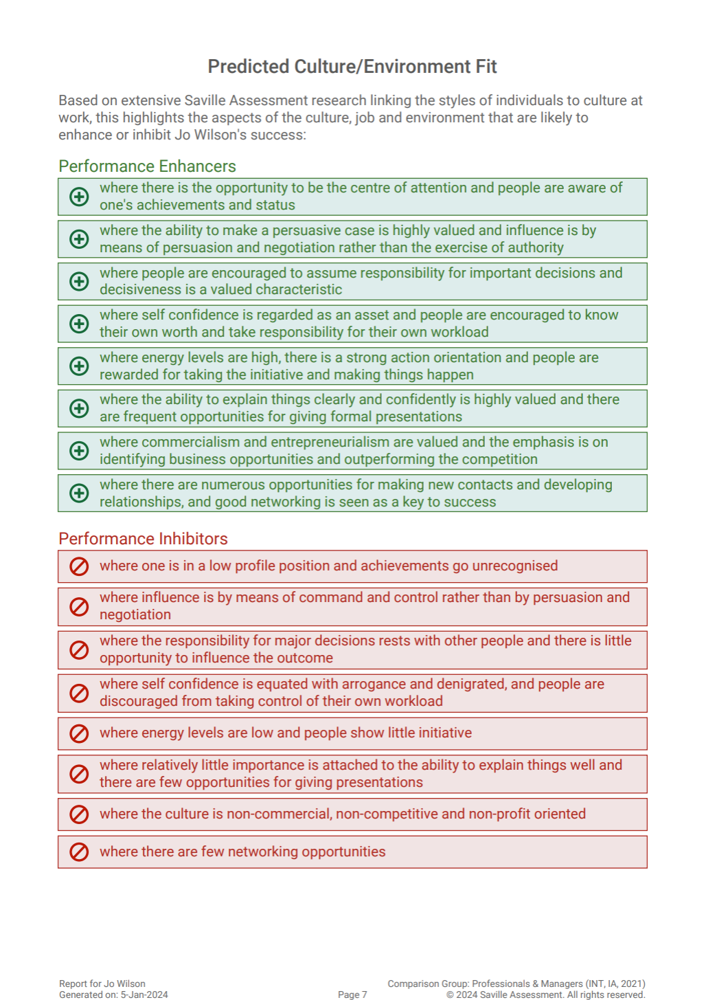 Predicted Culture/Environment Fit
Based on extensive Saville Assessment research linking the styles of individuals to culture at
work, this highlights the aspects of the culture, job and environment that are likely to
enhance or inhibit Jo Wilson's success:
Performance Enhancers
where there is the opportunity to be the centre of attention and people are aware of
one's achievements and status
where the ability to make a persuasive case is highly valued and influence is by
means of persuasion and negotiation rather than the exercise of authority
where people are encouraged to assume responsibility for important decisions and
decisiveness is a valued characteristic
where self confidence is regarded as an asset and people are encouraged to know
their own worth and take responsibility for their own workload
where energy levels are high, there is a strong action orientation and people are
rewarded for taking the initiative and making things happen
where the ability to explain things clearly and confidently is highly valued and there
are frequent opportunities for giving formal presentations
where commercialism and entrepreneurialism are valued and the emphasis is on
identifying business opportunities and outperforming the competition
where there are numerous opportunities for making new contacts and developing
relationships, and good networking is seen as a key to success
Performance Inhibitors
where one is in a low profile position and achievements go unrecognised
where influence is by means of command and control rather than by persuasion and
negotiation
where the responsibility for major decisions rests with other people and there is little
opportunity to influence the outcome
where self confidence is equated with arrogance and denigrated, and people are
discouraged from taking control of their own workload
where energy levels are low and people show little initiative
where relatively little importance is attached to the ability to explain things well and
there are few opportunities for giving presentations
where the culture is non-commercial, non-competitive and non-profit oriented
where there are few networking opportunities
Report for Jo Wilson Comparison Group: Professionals & Managers (INT, IA, 2021)
Generated on: 5-Jan-2024 Page 7 © 2024 Saville Assessment. All rights reserved.